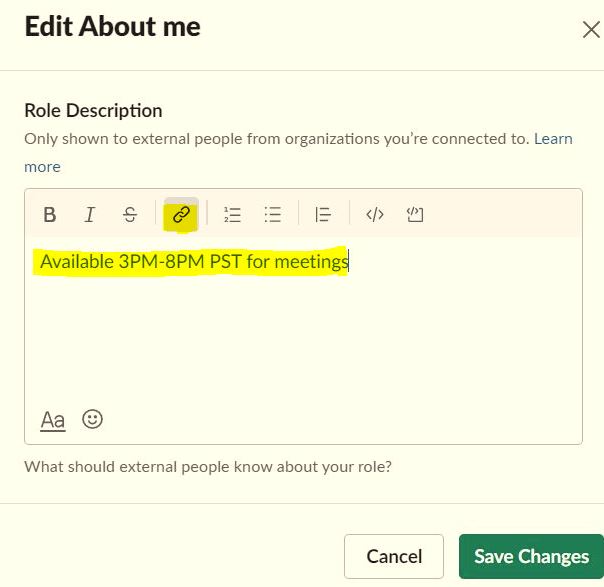 Edit About me
Role Description
Only shown to external people from organizations you're connected to. Learn
more
B I S
Available 3PM-8PM PST for meetings
Aa
What should external people know about your role?
Cancel Save Changes